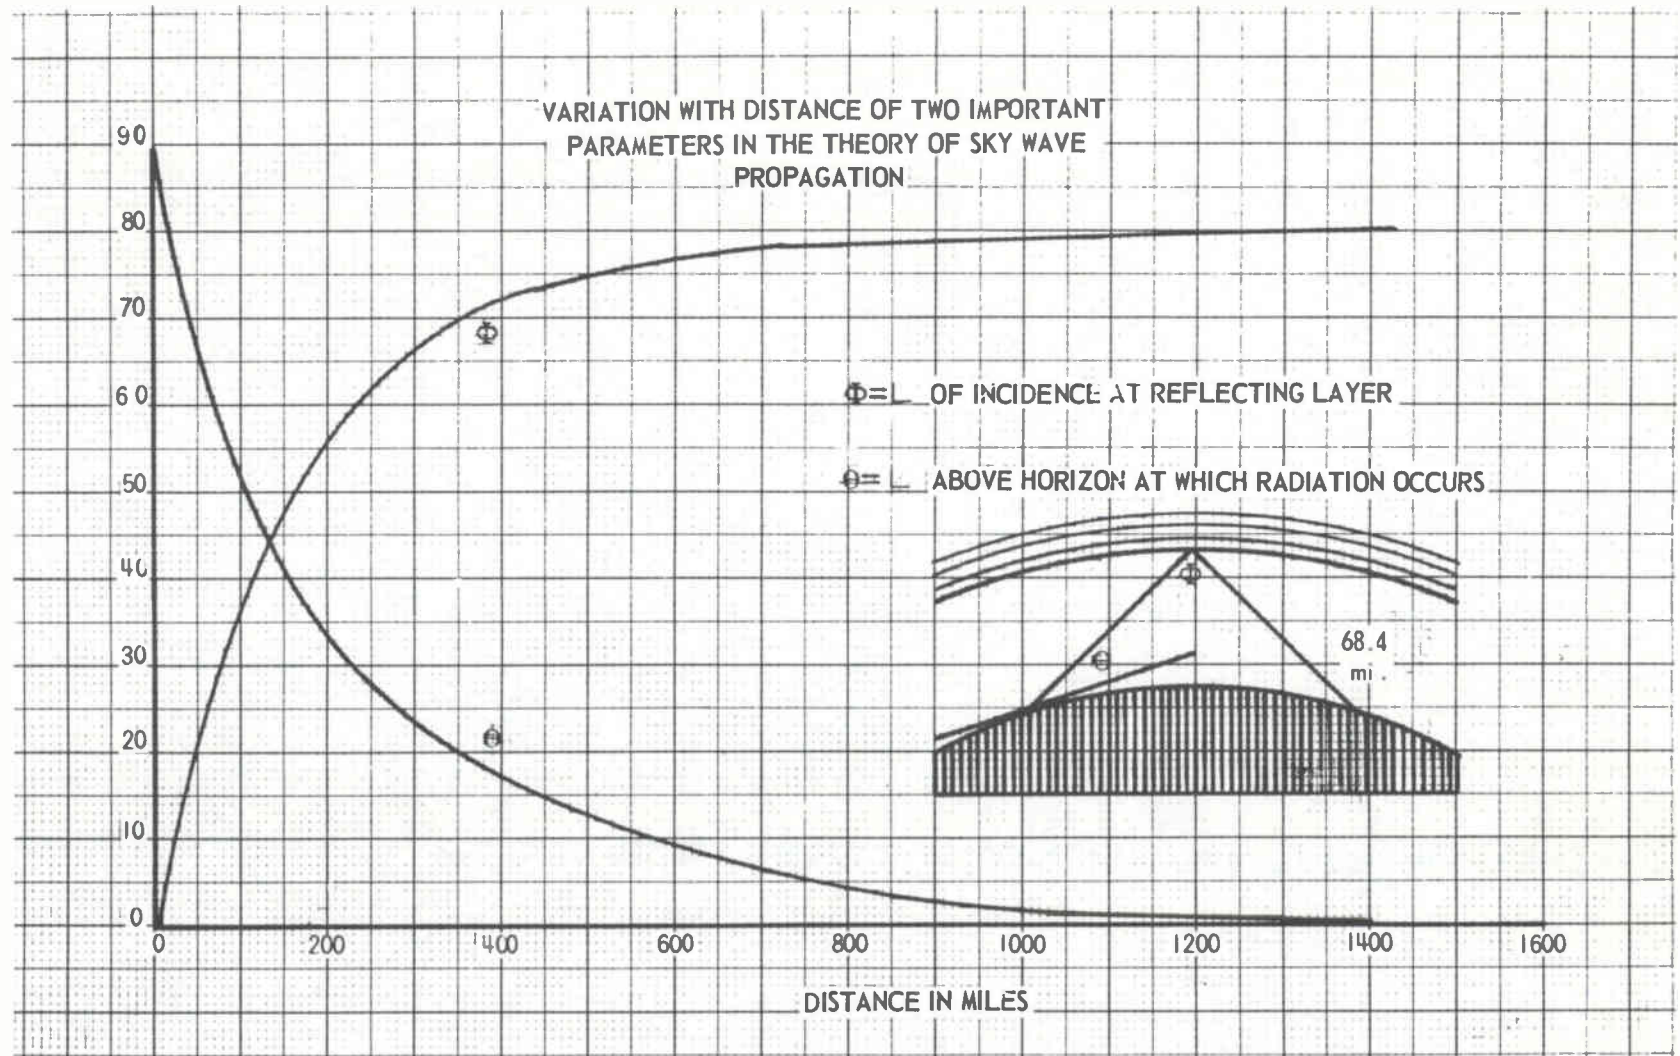 VARIATION WITH DISTANCE OF TWO IMPORTANT
PARAMETERS IN THE THEORY OF SKY WAVE
PROPAGATION
90
80
70
60
50
40
30
20
10
0
Φ
Φ=∟ OF INCIDENCE AT REFLECTING LAYER
Θ=∟ ABOVE HORIZON AT WHICH RADIATION OCCURS
Φ
Θ
68.4
mi.
Θ
0 200 400 600 800 1000 1200 1400 1600
DISTANCE IN MILES